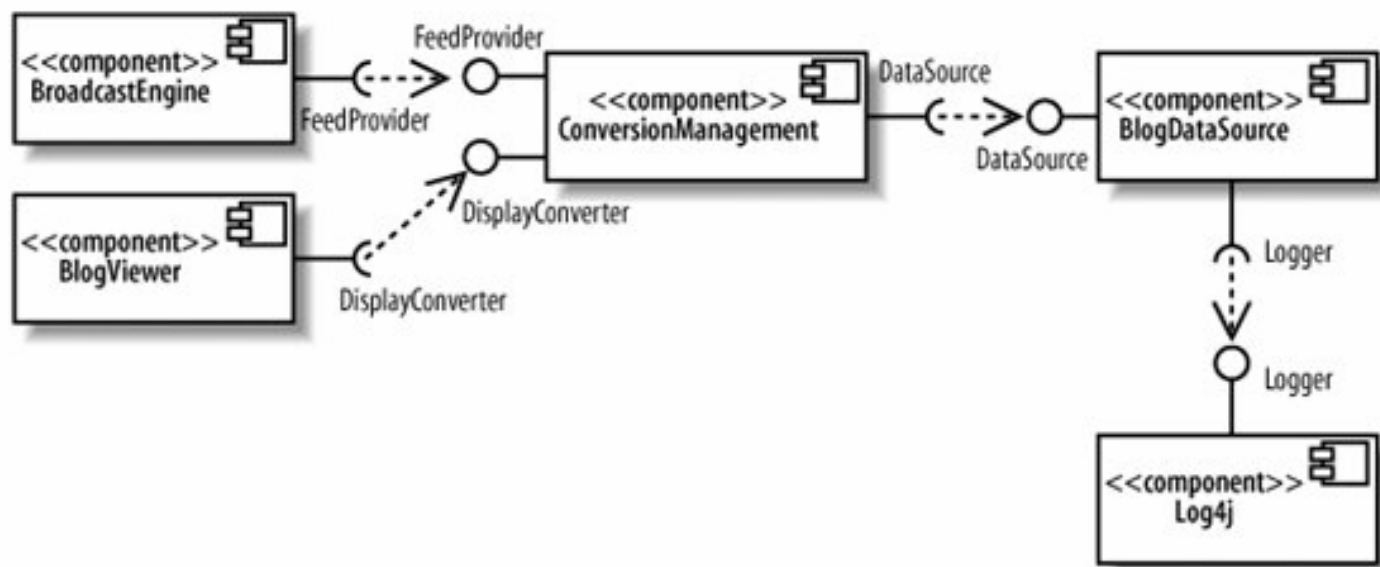 <<component>>
BroadcastEngine
FeedProvider
FeedProvider
<<component>>
ConversionManagement
DataSource
DataSource
<<component>>
BlogDataSource
<<component>>
BlogViewer
DisplayConverter
DisplayConverter
Logger
Logger
<<component>>
Log4j